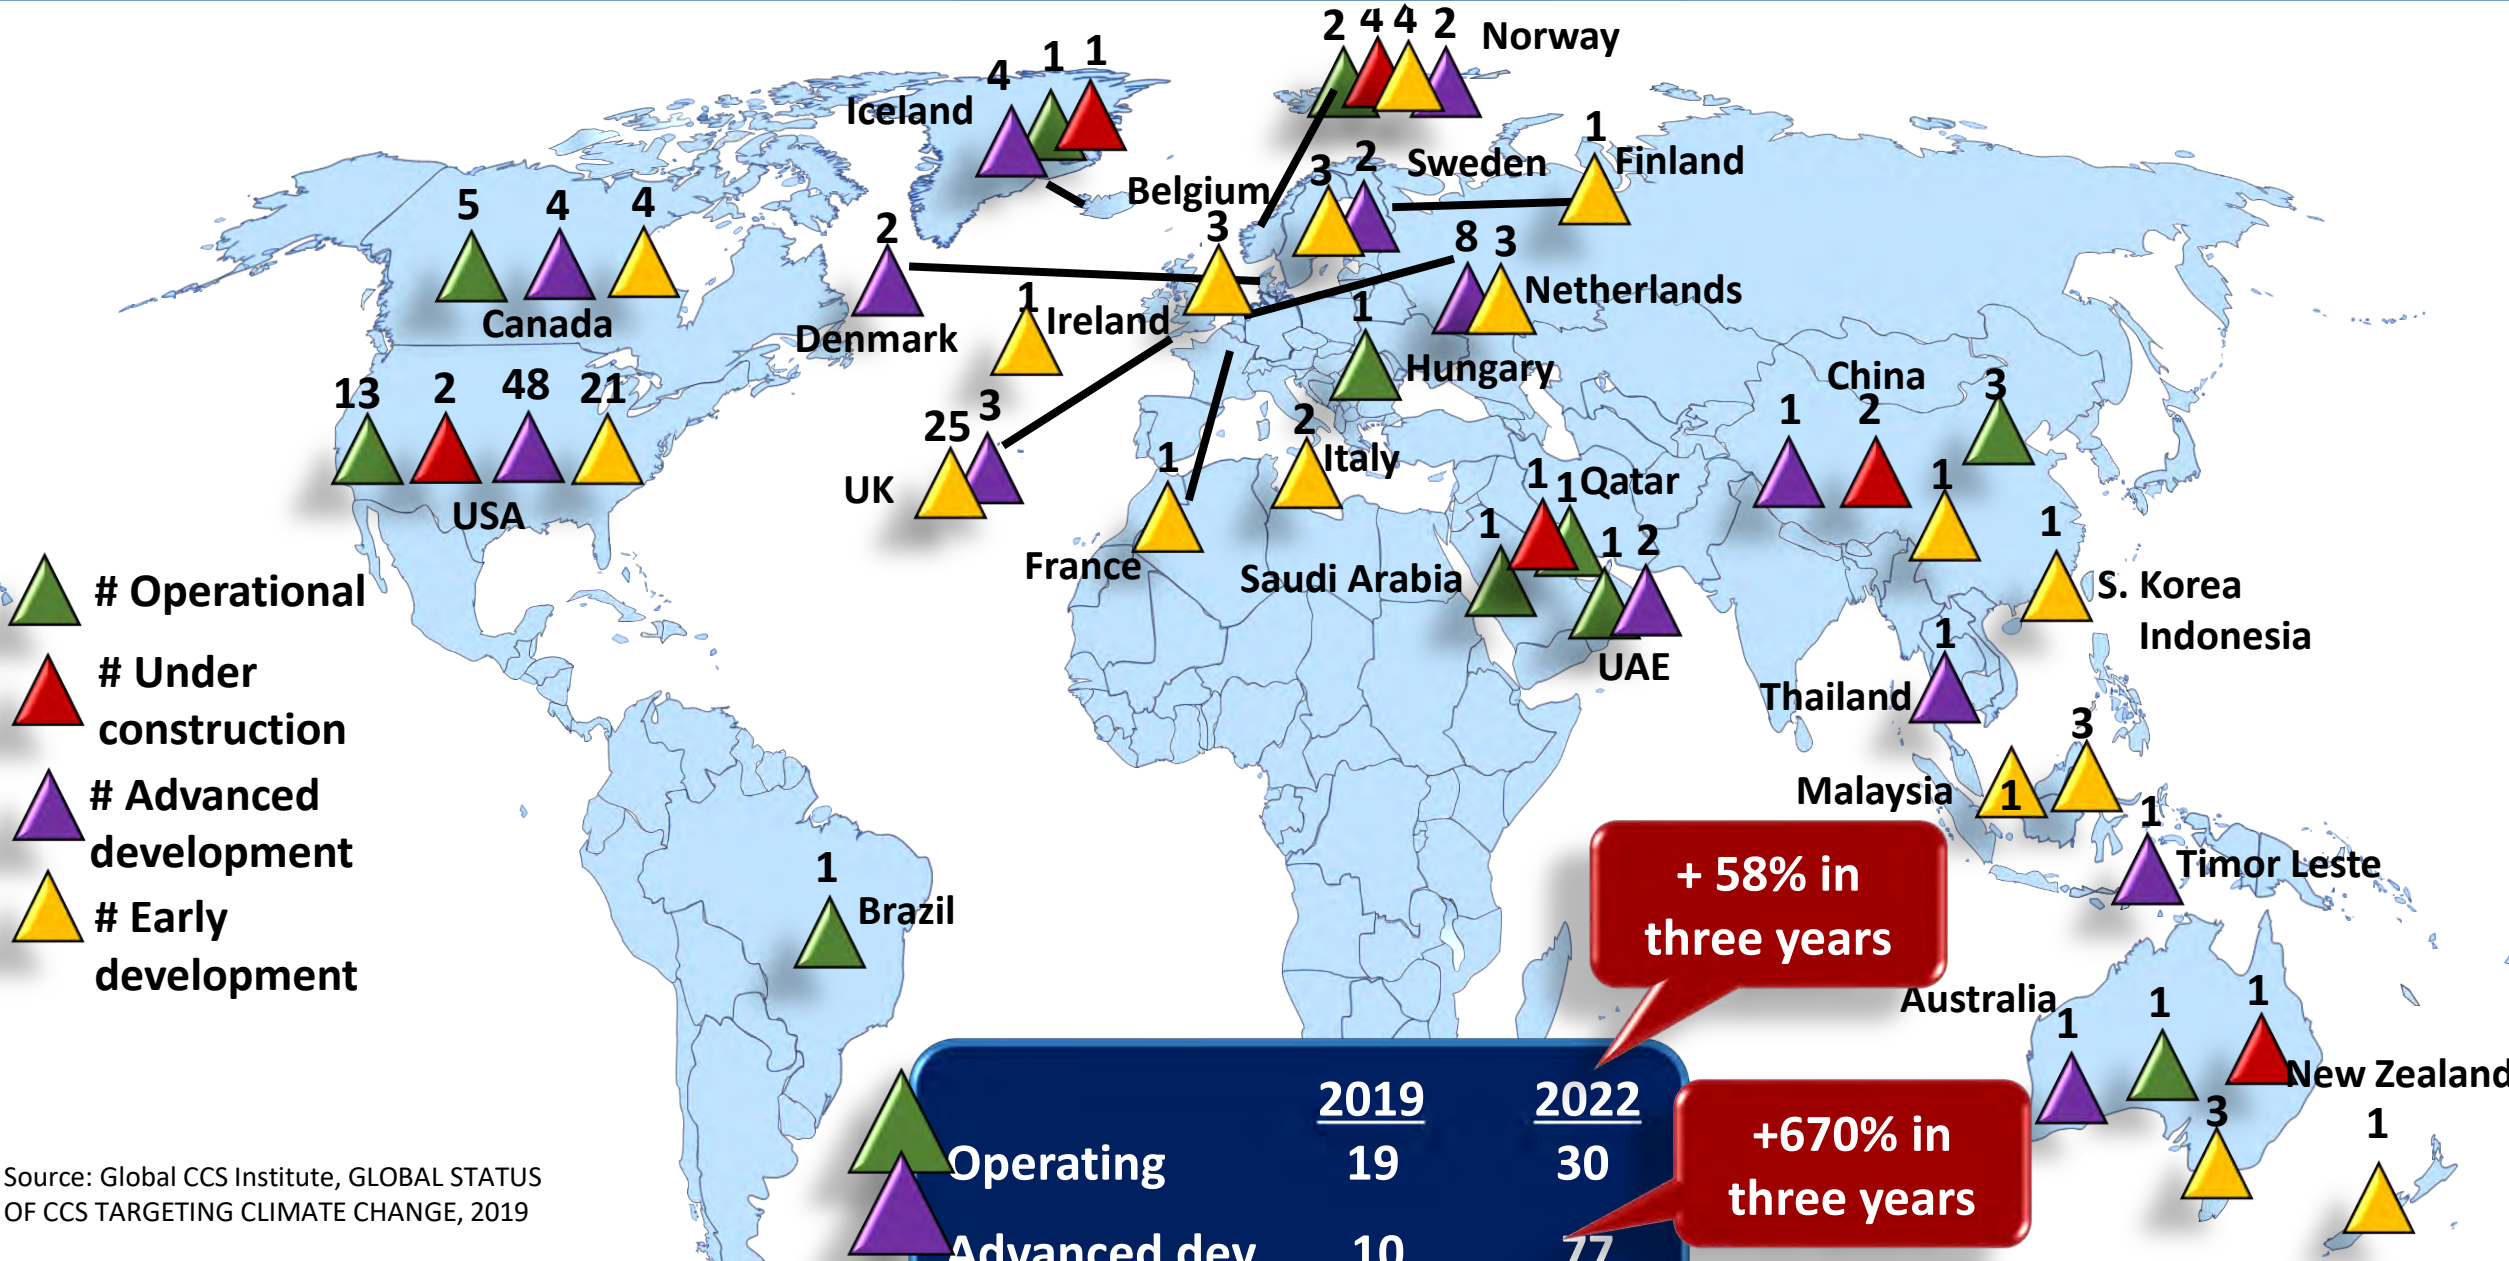 2 4 4 2 Norway
4 1 1
Iceland
1
Finland
3 2 Sweden
Belgium
3
5 4 4
Canada
2
Denmark
8 3
Netherlands
1 Ireland
1
Hungary
13 2 48 21
USA
25 3
UK
2
Italy
1
France
China
1 2 3
1
1 1 Qatar
1
Saudi Arabia
1 2
UAE
1
S. Korea
Indonesia
1
Thailand
3
Malaysia 1
1
Timor Leste
# Operational
# Under
construction
# Advanced
development
# Early
development
1
Brazil
+ 58% in
three years
Australia
1 1 1
3
New Zealand
1
2019 2022
Operating 19 30
Advanced dev 10 77
+670% in
three years
Source: Global CCS Institute, GLOBAL STATUS
OF CCS TARGETING CLIMATE CHANGE, 2019